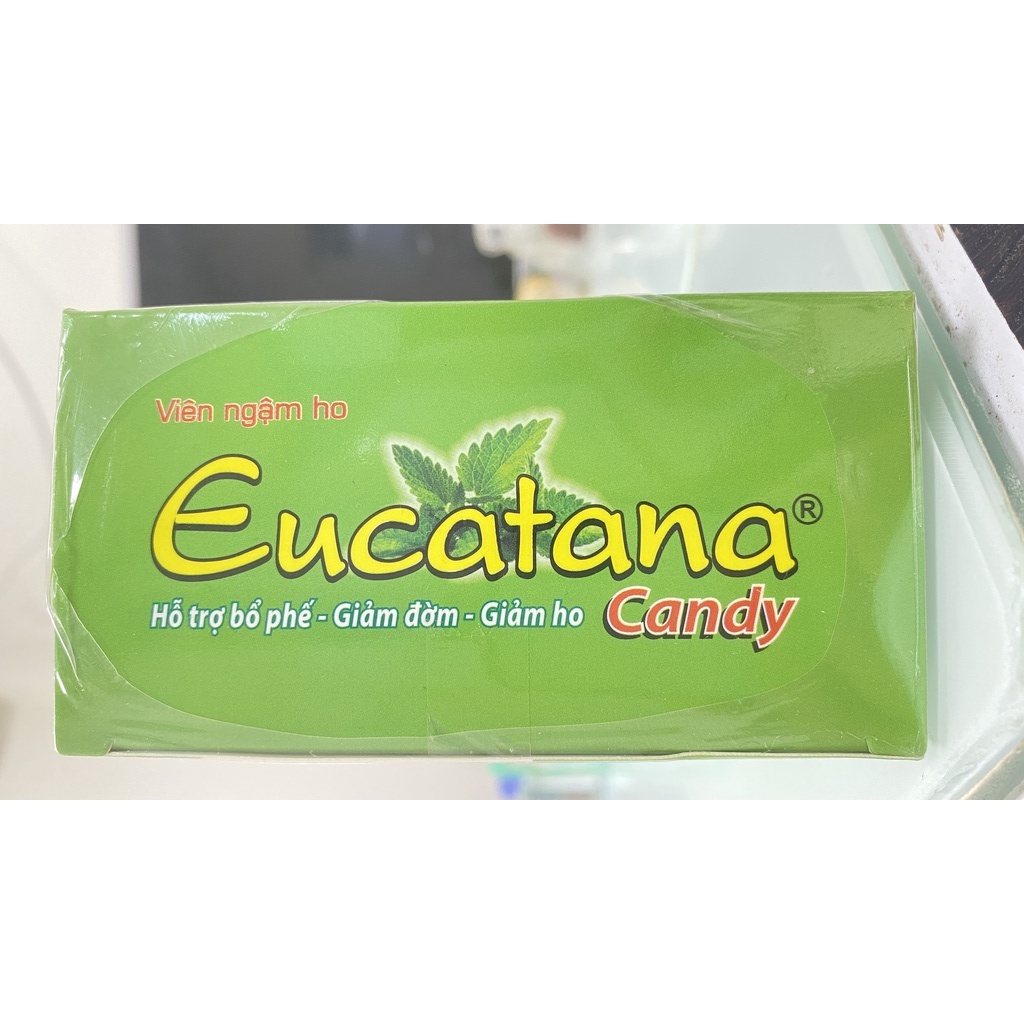 Viên ngậm ho
Eucatana®
Hỗ trợ bổ phế - Giảm đờm - Giảm ho Candy